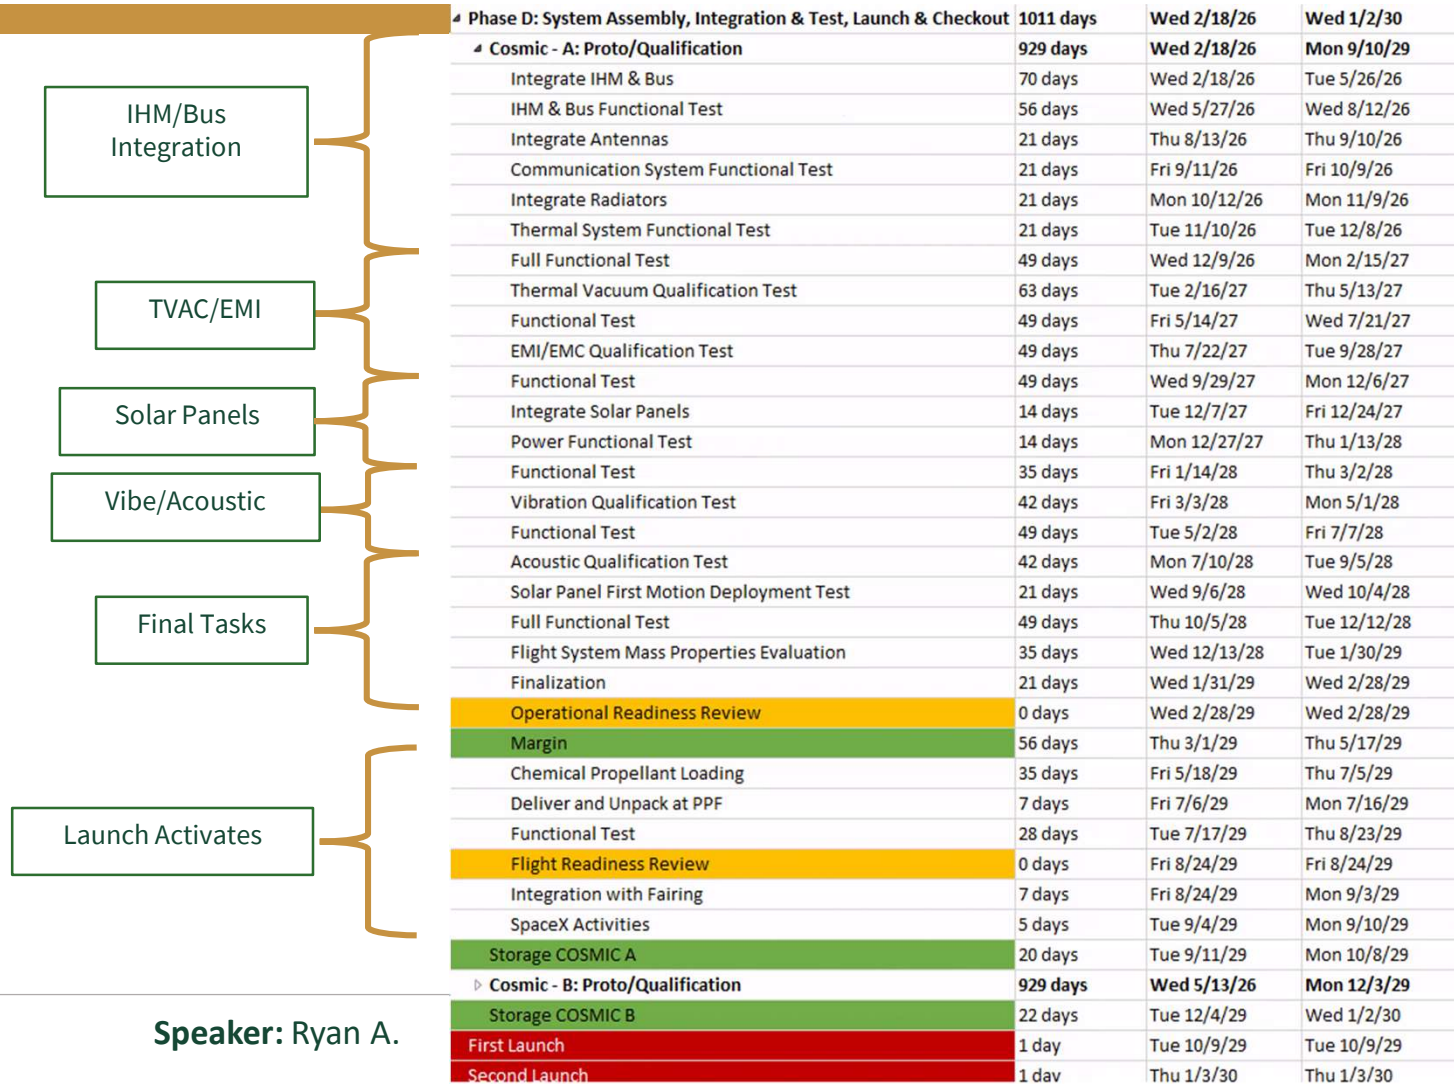 IHM/Bus
Integration
TVAC/EMI
Solar Panels
Vibe/Acoustic
Final Tasks
Launch Activates
Speaker: Ryan A.
Phase D: System Assembly, Integration & Test, Launch & Checkout 1011 days Wed 2/18/26 Wed 1/2/30
Cosmic - A: Proto/Qualification 929 days Wed 2/18/26 Mon 9/10/29
Integrate IHM & Bus 70 days Wed 2/18/26 Tue 5/26/26
IHM & Bus Functional Test 56 days Wed 5/27/26 Wed 8/12/26
Integrate Antennas 21 days Thu 8/13/26 Thu 9/10/26
Communication System Functional Test 21 days Fri 9/11/26 Fri 10/9/26
Integrate Radiators 21 days Mon 10/12/26 Mon 11/9/26
Thermal System Functional Test 21 days Tue 11/10/26 Tue 12/8/26
Full Functional Test 49 days Wed 12/9/26 Mon 2/15/27
Thermal Vacuum Qualification Test 63 days Tue 2/16/27 Thu 5/13/27
Functional Test 49 days Fri 5/14/27 Wed 7/21/27
EMI/EMC Qualification Test 49 days Thu 7/22/27 Tue 9/28/27
Functional Test 49 days Wed 9/29/27 Mon 12/6/27
Integrate Solar Panels 14 days Tue 12/7/27 Fri 12/24/27
Power Functional Test 14 days Mon 12/27/27 Thu 1/13/28
Functional Test 35 days Fri 1/14/28 Thu 3/2/28
Vibration Qualification Test 42 days Fri 3/3/28 Mon 5/1/28
Functional Test 49 days Tue 5/2/28 Fri 7/7/28
Acoustic Qualification Test 42 days Mon 7/10/28 Tue 9/5/28
Solar Panel First Motion Deployment Test 21 days Wed 9/6/28 Wed 10/4/28
Full Functional Test 49 days Thu 10/5/28 Tue 12/12/28
Flight System Mass Properties Evaluation 35 days Wed 12/13/28 Tue 1/30/29
Finalization 21 days Wed 1/31/29 Wed 2/28/29
Operational Readiness Review 0 days Wed 2/28/29 Wed 2/28/29
Margin 56 days Thu 3/1/29 Thu 5/17/29
Chemical Propellant Loading 35 days Fri 5/18/29 Thu 7/5/29
Deliver and Unpack at PPF 7 days Fri 7/6/29 Mon 7/16/29
Functional Test 28 days Tue 7/17/29 Thu 8/23/29
Flight Readiness Review 0 days Fri 8/24/29 Fri 8/24/29
Integration with Fairing 7 days Fri 8/24/29 Mon 9/3/29
SpaceX Activities 5 days Tue 9/4/29 Mon 9/10/29
Storage COSMIC A 20 days Tue 9/11/29 Mon 10/8/29
Cosmic - B: Proto/Qualification 929 days Wed 5/13/26 Mon 12/3/29
Storage COSMIC B 22 days Tue 12/4/29 Wed 1/2/30
First Launch 1 day Tue 10/9/29 Tue 10/9/29
Second Launch 1 day Thu 1/3/30 Thu 1/3/30